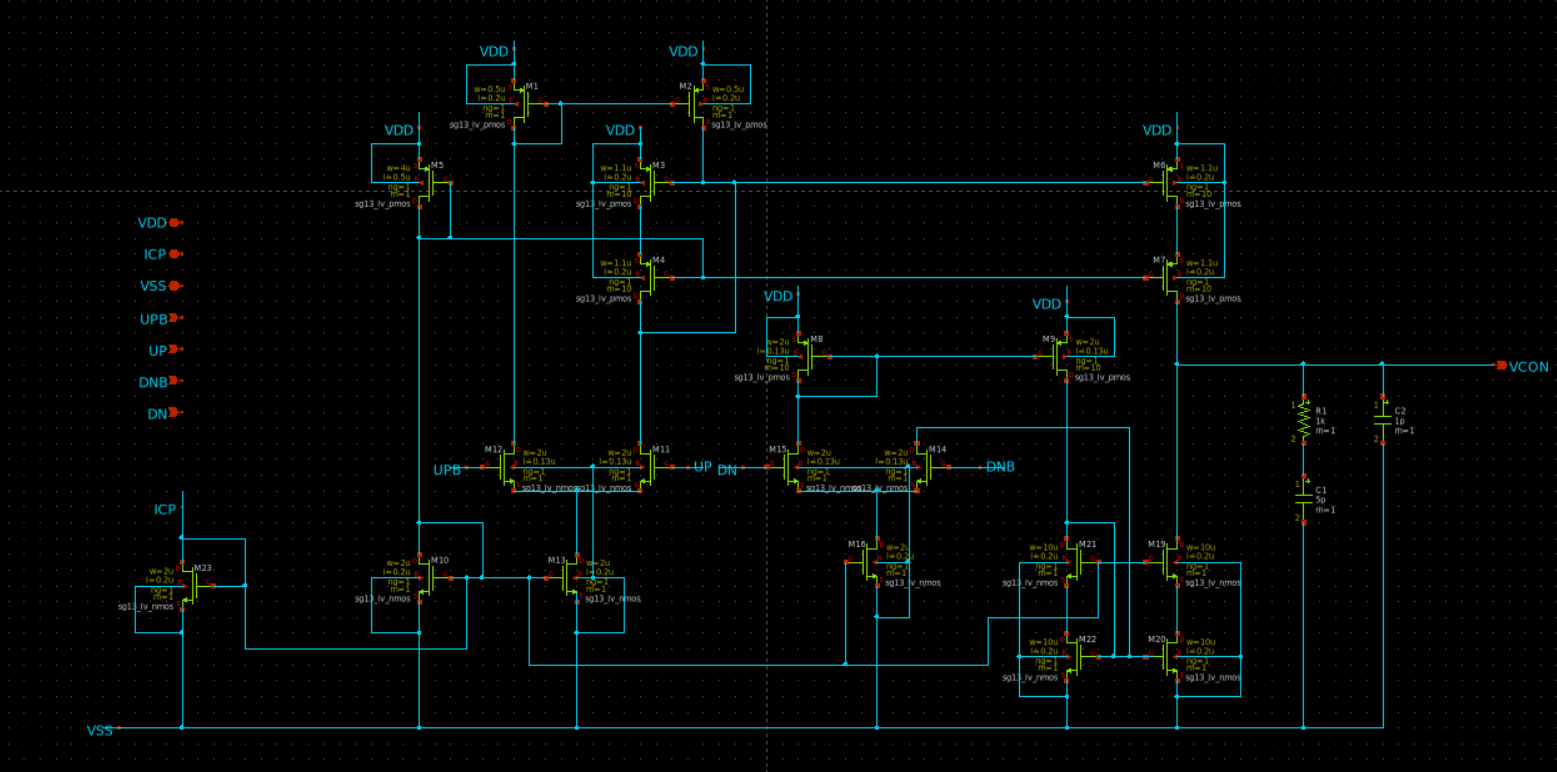 VDD
VDD
M1
w=0.5u
l=0.2u
ng=1
m=1
sg13_lv_pmos
M2
w=0.5u
l=0.2u
ng=1
m=1
sg13_lv_pmos
VDD
VDD
VDD
M5
w=4u
l=0.5u
ng=1
m=1
sg13_lv_pmos
M3
w=1.1u
l=0.2u
ng=1
m=10
sg13_lv_pmos
M6
w=1.1u
l=0.2u
ng=1
m=10
sg13_lv_pmos
VDD
ICP
VSS
UPB
UP
DNB
DN
M4
w=1.1u
l=0.2u
ng=1
m=10
sg13_lv_pmos
M7
w=1.1u
l=0.2u
ng=1
m=10
sg13_lv_pmos
VDD
VDD
M8
w=2u
l=0.13u
ng=1
m=10
sg13_lv_pmos
M9
w=2u
l=0.13u
ng=1
m=10
sg13_lv_pmos
VCON
1
R1
1k
m=1
2
1
C2
1p
m=1
2
UPB
M12
w=2u
l=0.13u
ng=1
m=1
sg13_lv_nmos
M11
w=2u
l=0.13u
ng=1
m=1
sg13_lv_nmos
UP
DN
M15
w=2u
l=0.13u
ng=1
m=1
sg13_lv_nmos
M14
w=2u
l=0.13u
ng=1
m=1
sg13_lv_nmos
DNB
1
C1
5p
m=1
2
ICP
M23
w=2u
l=0.2u
ng=1
m=1
sg13_lv_nmos
M10
w=2u
l=0.2u
ng=1
m=1
sg13_lv_nmos
M13
w=2u
l=0.2u
ng=1
m=1
sg13_lv_nmos
M16
w=2u
l=0.2u
ng=1
m=1
sg13_lv_nmos
M21
w=10u
l=0.2u
ng=1
m=1
sg13_lv_nmos
M19
w=10u
l=0.2u
ng=1
m=1
sg13_lv_nmos
M22
w=10u
l=0.2u
ng=1
m=1
sg13_lv_nmos
M20
w=10u
l=0.2u
ng=1
m=1
sg13_lv_nmos
VSS